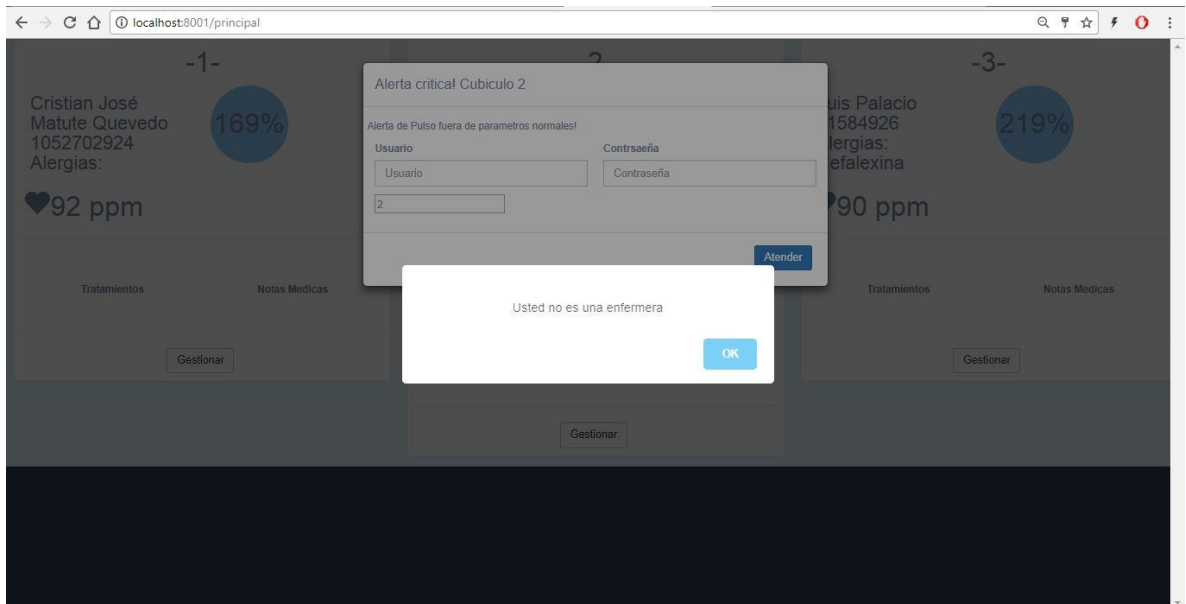 localhost:8001/principal
-1-
Cristian José
Matute Quevedo
1052702924
Alergias:
169%
92 ppm
Tratamientos Notas Medicas
Gestionar
2
Alerta critica! Cubiculo 2
Alerta de Pulso fuera de parametros normales!
Usuario Contrsaeña
Usuario Contraseña
2
Atender
Usted no es una enfermera
OK
Gestionar
-3-
uis Palacio
1584926
lergias:
efalexina
219%
90 ppm
Tratamientos Notas Medicas
Gestionar